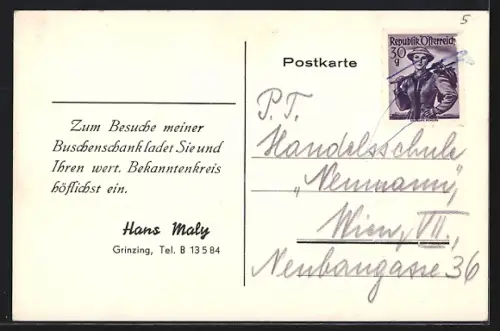 5
Postkarte
Republik Österreich
30
g
Zum Besuche meiner
Buschenschank ladet Sie und
Ihren wert. Bekanntenkreis
höflichst ein.
Hans Maly
Grinzing, Tel. B 13 5 84
P. T.
Handelsschule
„Neumann",
Wien, VII.,
Neubaugasse 36